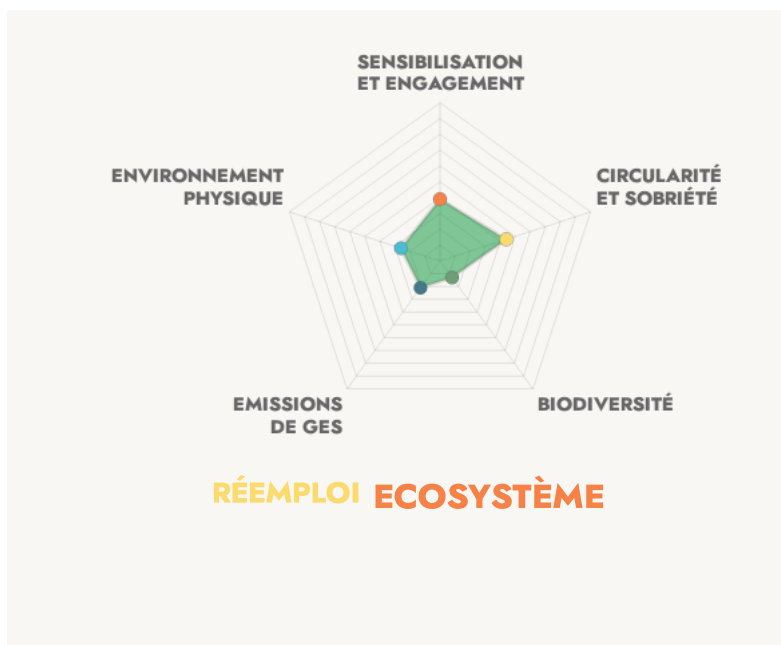 SENSIBILISATION
ET ENGAGEMENT
ENVIRONNEMENT
PHYSIQUE
CIRCULARITÉ
ET SOBRIÉTÉ
EMISSIONS
DE GES
BIODIVERSITÉ
RÉEMPLOI ECOSYSTÈME